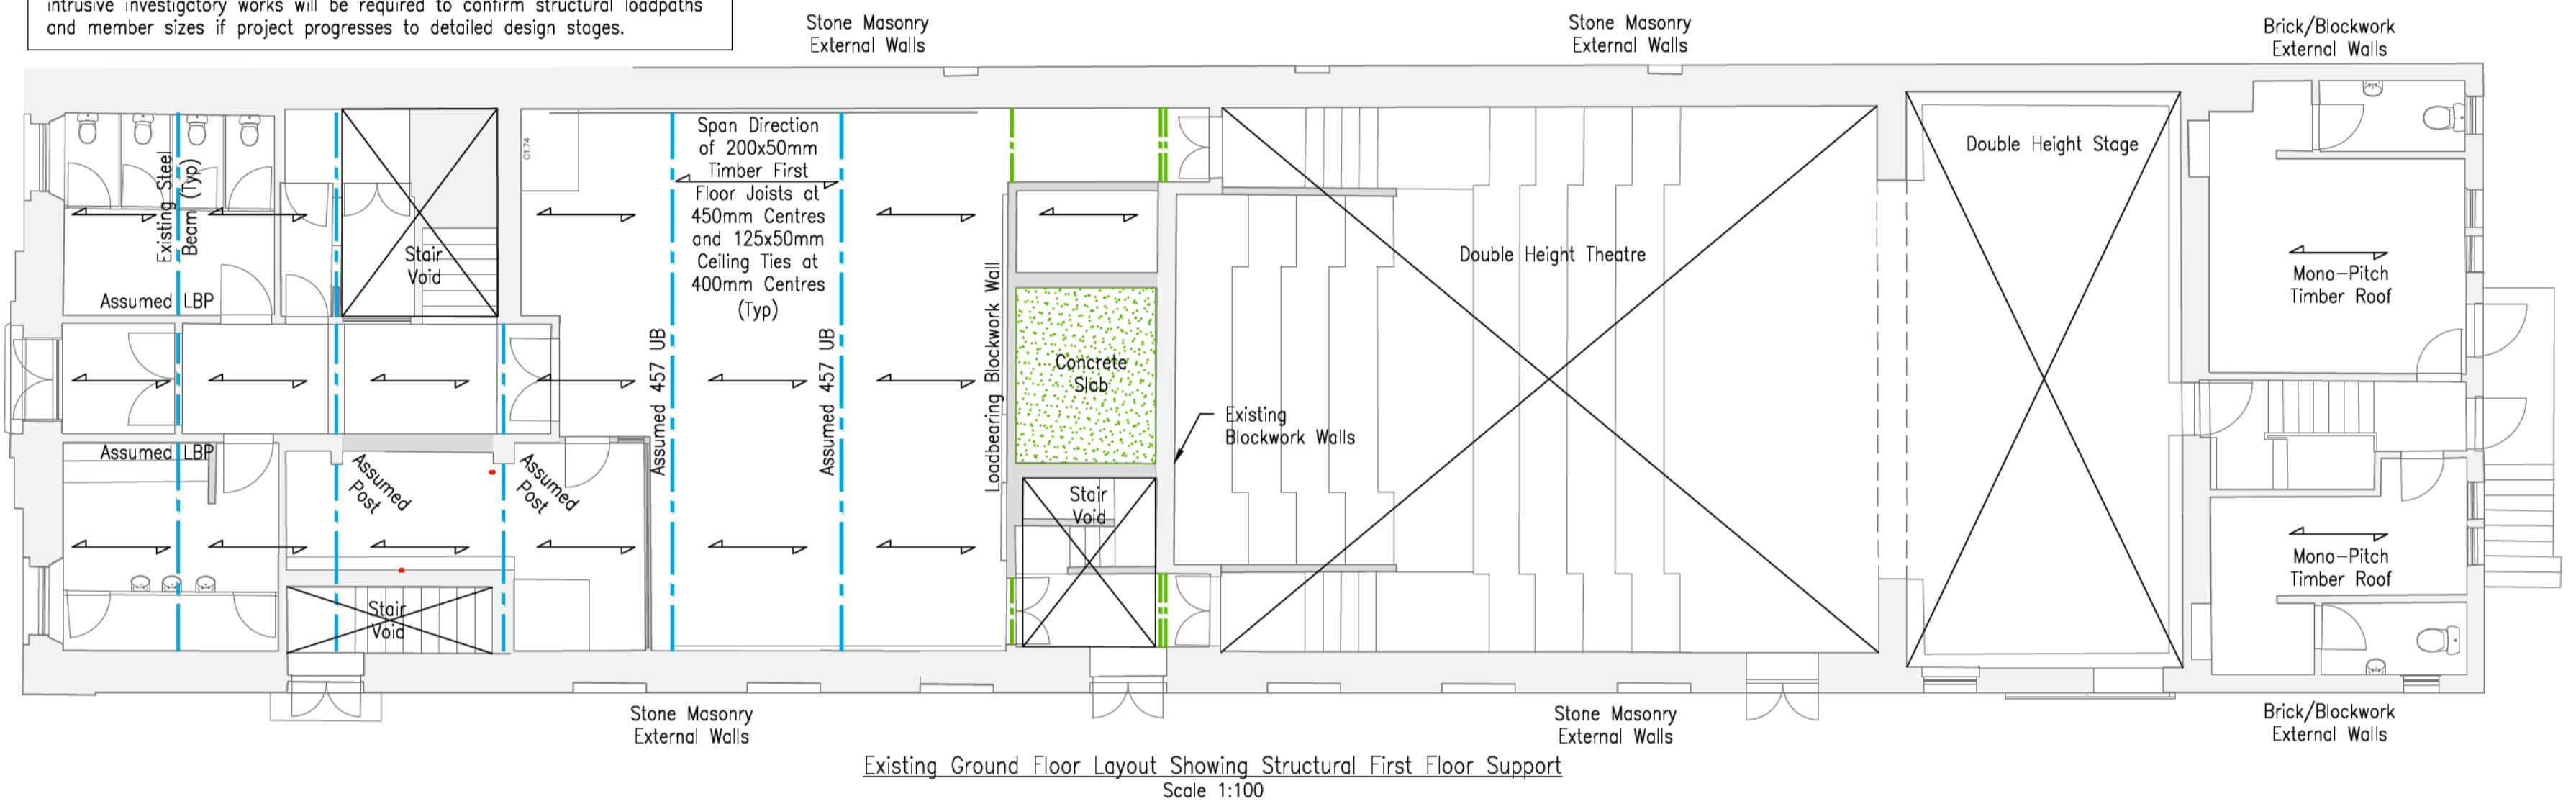 intrusive investigatory works will be required to confirm structural loadpaths
and member sizes if project progresses to detailed design stages.
Stone Masonry
External Walls
Stone Masonry
External Walls
Brick/Blockwork
External Walls
Existing Steel
Beam (Typ)
Assumed LBP
Stair
Void
C1.74
Span Direction
of 200x50mm
Timber First
Floor Joists at
450mm Centres
and 125x50mm
Ceiling Ties at
400mm Centres
(Typ)
Assumed 457 UB
Assumed 457 UB
Loadbearing Blockwork Wall
Concrete
Slab
Existing
Blockwork Walls
Double Height Theatre
Double Height Stage
Mono-Pitch
Timber Roof
Assumed LBP
Assumed
Post
Assumed
Post
Stair
Void
Stair
Void
Mono-Pitch
Timber Roof
Stone Masonry
External Walls
Stone Masonry
External Walls
Brick/Blockwork
External Walls
Existing Ground Floor Layout Showing Structural First Floor Support
Scale 1:100